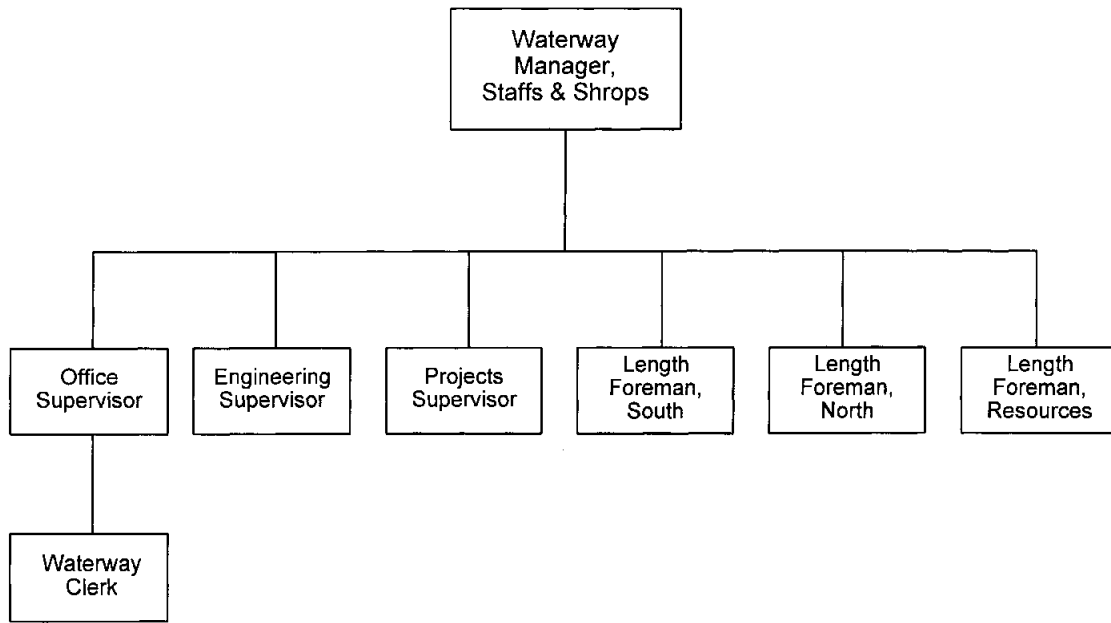 Waterway
Manager,
Staffs & Shrops
Office
Supervisor
Engineering
Supervisor
Projects
Supervisor
Length
Foreman,
South
Length
Foreman,
North
Length
Foreman,
Resources
Waterway
Clerk